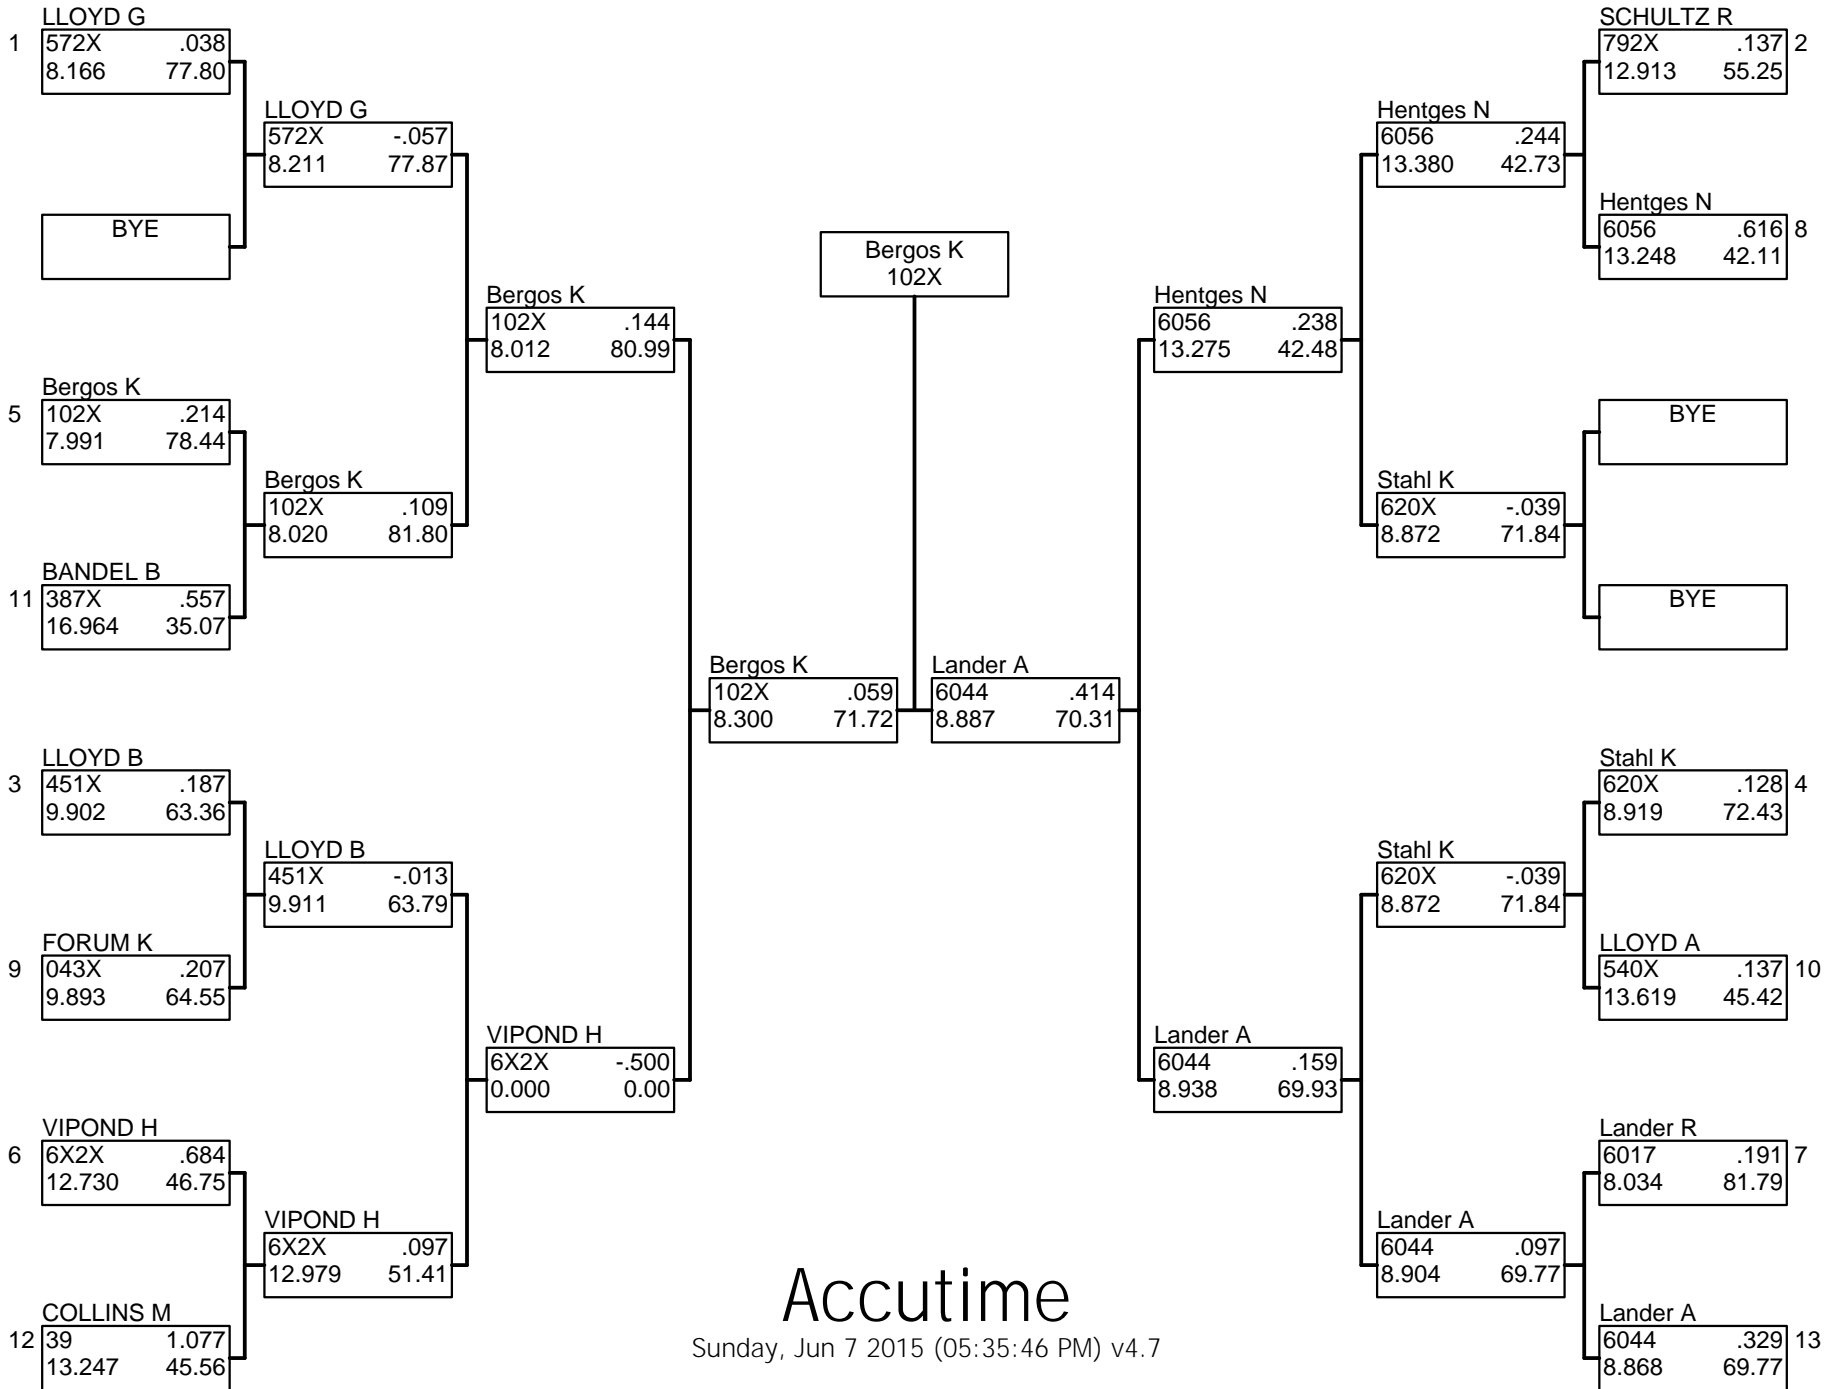 LLOYD G
1 572X .038
8.166 77.80
BYE
Bergos K
5 102X .214
7.991 78.44
BANDEL B
11 387X .557
16.964 35.07
LLOYD B
3 451X .187
9.902 63.36
FORUM K
9 043X .207
9.893 64.55
VIPOND H
6 6X2X .684
12.730 46.75
COLLINS M
12 39 1.077
13.247 45.56
LLOYD G
572X -.057
8.211 77.87
Bergos K
102X .109
8.020 81.80
LLOYD B
451X -.013
9.911 63.79
VIPOND H
6X2X .097
12.979 51.41
Bergos K
102X .144
8.012 80.99
VIPOND H
6X2X -.500
0.000 0.00
Bergos K
102X .059
8.300 71.72
Bergos K
102X
Lander A
6044 .414
8.887 70.31
Hentges N
6056 .238
13.275 42.48
Lander A
6044 .159
8.938 69.93
Hentges N
6056 .244
13.380 42.73
Stahl K
620X -.039
8.872 71.84
Stahl K
620X -.039
8.872 71.84
Lander A
6044 .097
8.904 69.77
SCHULTZ R
792X .137 2
12.913 55.25
Hentges N
6056 .616 8
13.248 42.11
BYE
BYE
Stahl K
620X .128 4
8.919 72.43
LLOYD A
540X .137 10
13.619 45.42
Lander R
6017 .191 7
8.034 81.79
Lander A
6044 .329 13
8.868 69.77
Accutime
Sunday, Jun 7 2015 (05:35:46 PM) v4.7